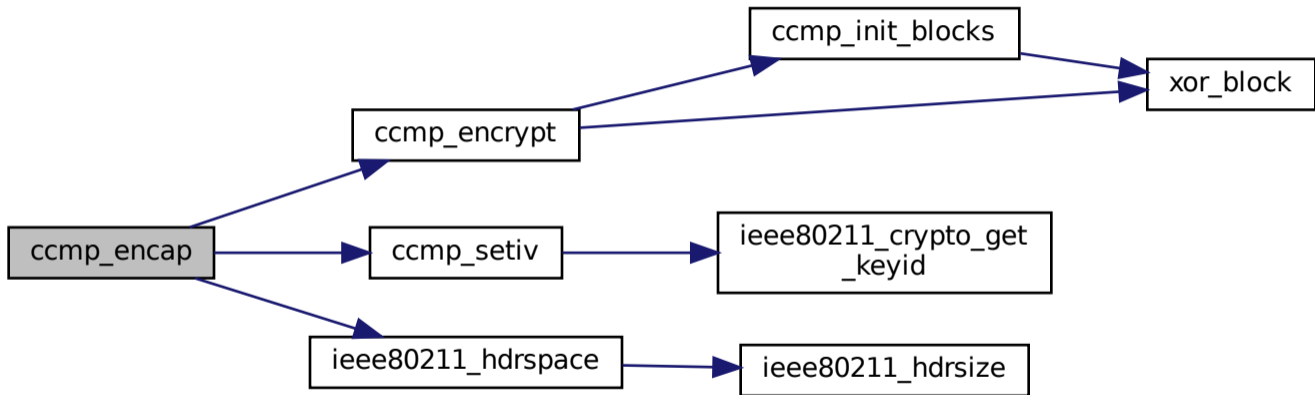 ccmp_init_blocks
xor_block
ccmp_encrypt
ccmp_encap
ccmp_setiv
ieee80211_crypto_get
_keyid
ieee80211_hdrspace
ieee80211_hdrsize